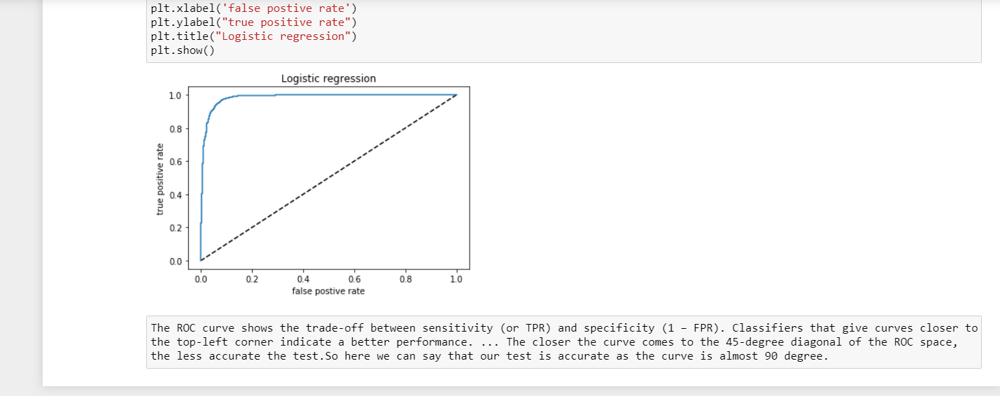 plt.xlabel('false postive rate')
plt.ylabel("true positive rate")
plt.title("Logistic regression")
plt.show()
Logistic regression
1.0
0.8
0.6
0.4
0.2
0.0
true positive rate
0.0 0.2 0.4 0.6 0.8 1.0
false postive rate
The ROC curve shows the trade-off between sensitivity (or TPR) and specificity (1 – FPR). Classifiers that give curves closer to
the top-left corner indicate a better performance. ... The closer the curve comes to the 45-degree diagonal of the ROC space,
the less accurate the test.So here we can say that our test is accurate as the curve is almost 90 degree.